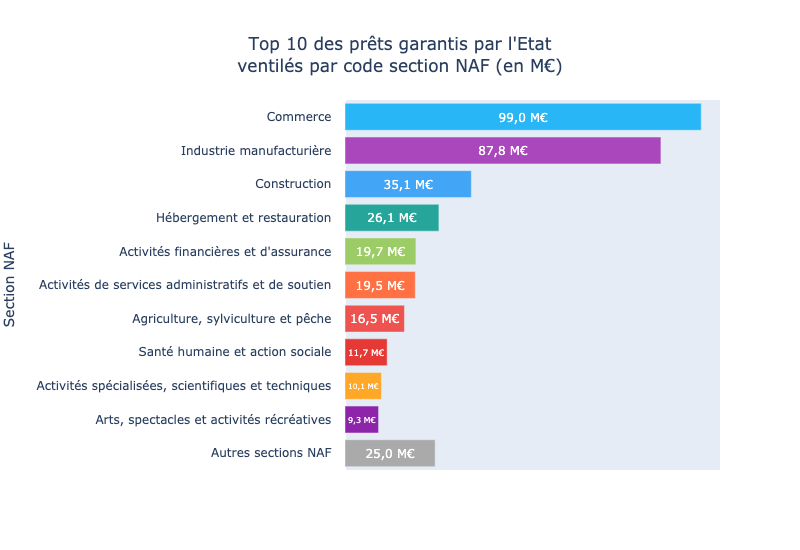 Top 10 des prêts garantis par l'Etat
ventilés par code section NAF (en M€)
Section NAF
Commerce 99,0 M€
Industrie manufacturière 87,8 M€
Construction 35,1 M€
Hébergement et restauration 26,1 M€
Activités financières et d'assurance 19,7 M€
Activités de services administratifs et de soutien 19,5 M€
Agriculture, sylviculture et pêche 16,5 M€
Santé humaine et action sociale 11,7 M€
Activités spécialisées, scientifiques et techniques 10,1 M€
Arts, spectacles et activités récréatives 9,3 M€
Autres sections NAF 25,0 M€